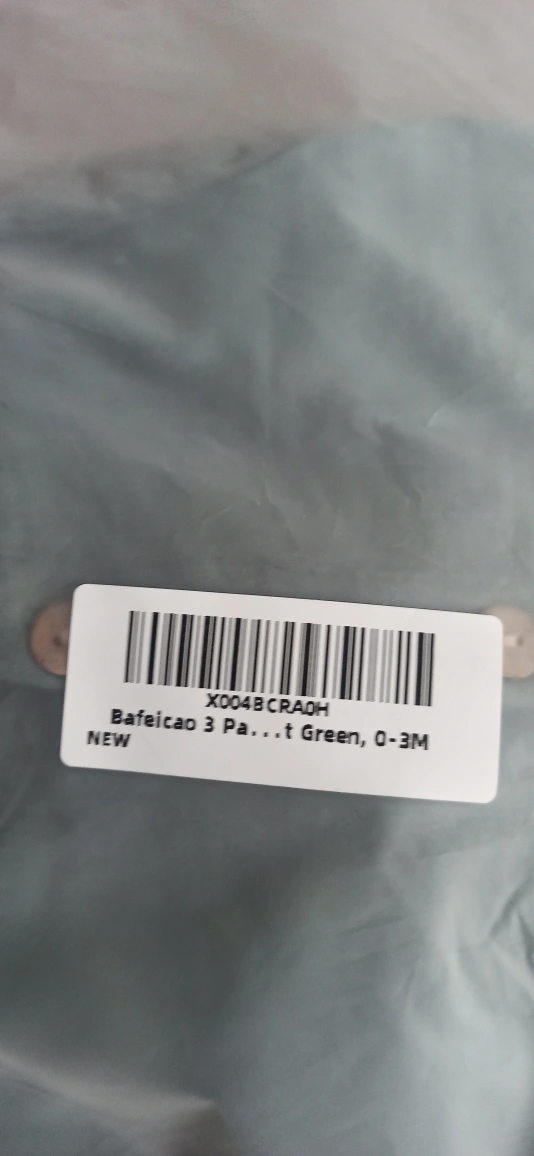 X004BCRA0H
Bafeicao 3 Pa...t Green, 0-3M
NEW